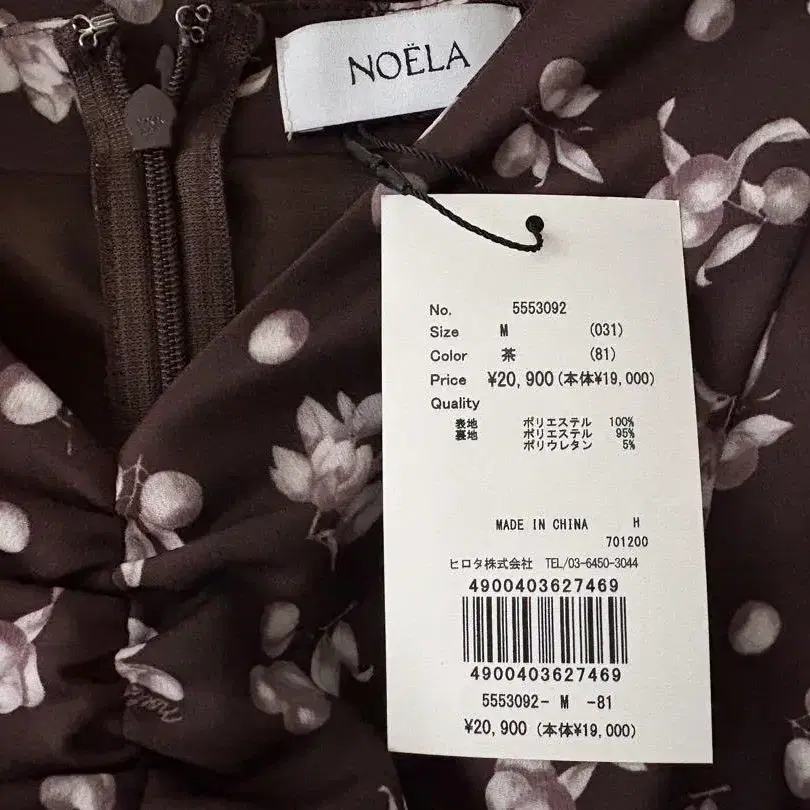 NOËLA
No. 5553092
Size M (031)
Color 茶 (81)
Price ¥20,900(本体¥19,000)
Quality
表地 ポリエステル 100%
裏地 ポリエステル 95%
ポリウレタン 5%
MADE IN CHINA H
701200
ヒロタ株式会社 TEL/03-6450-3044
4900403627469
4900403627469
5553092- M -81
¥20,900 (本体¥19,000)